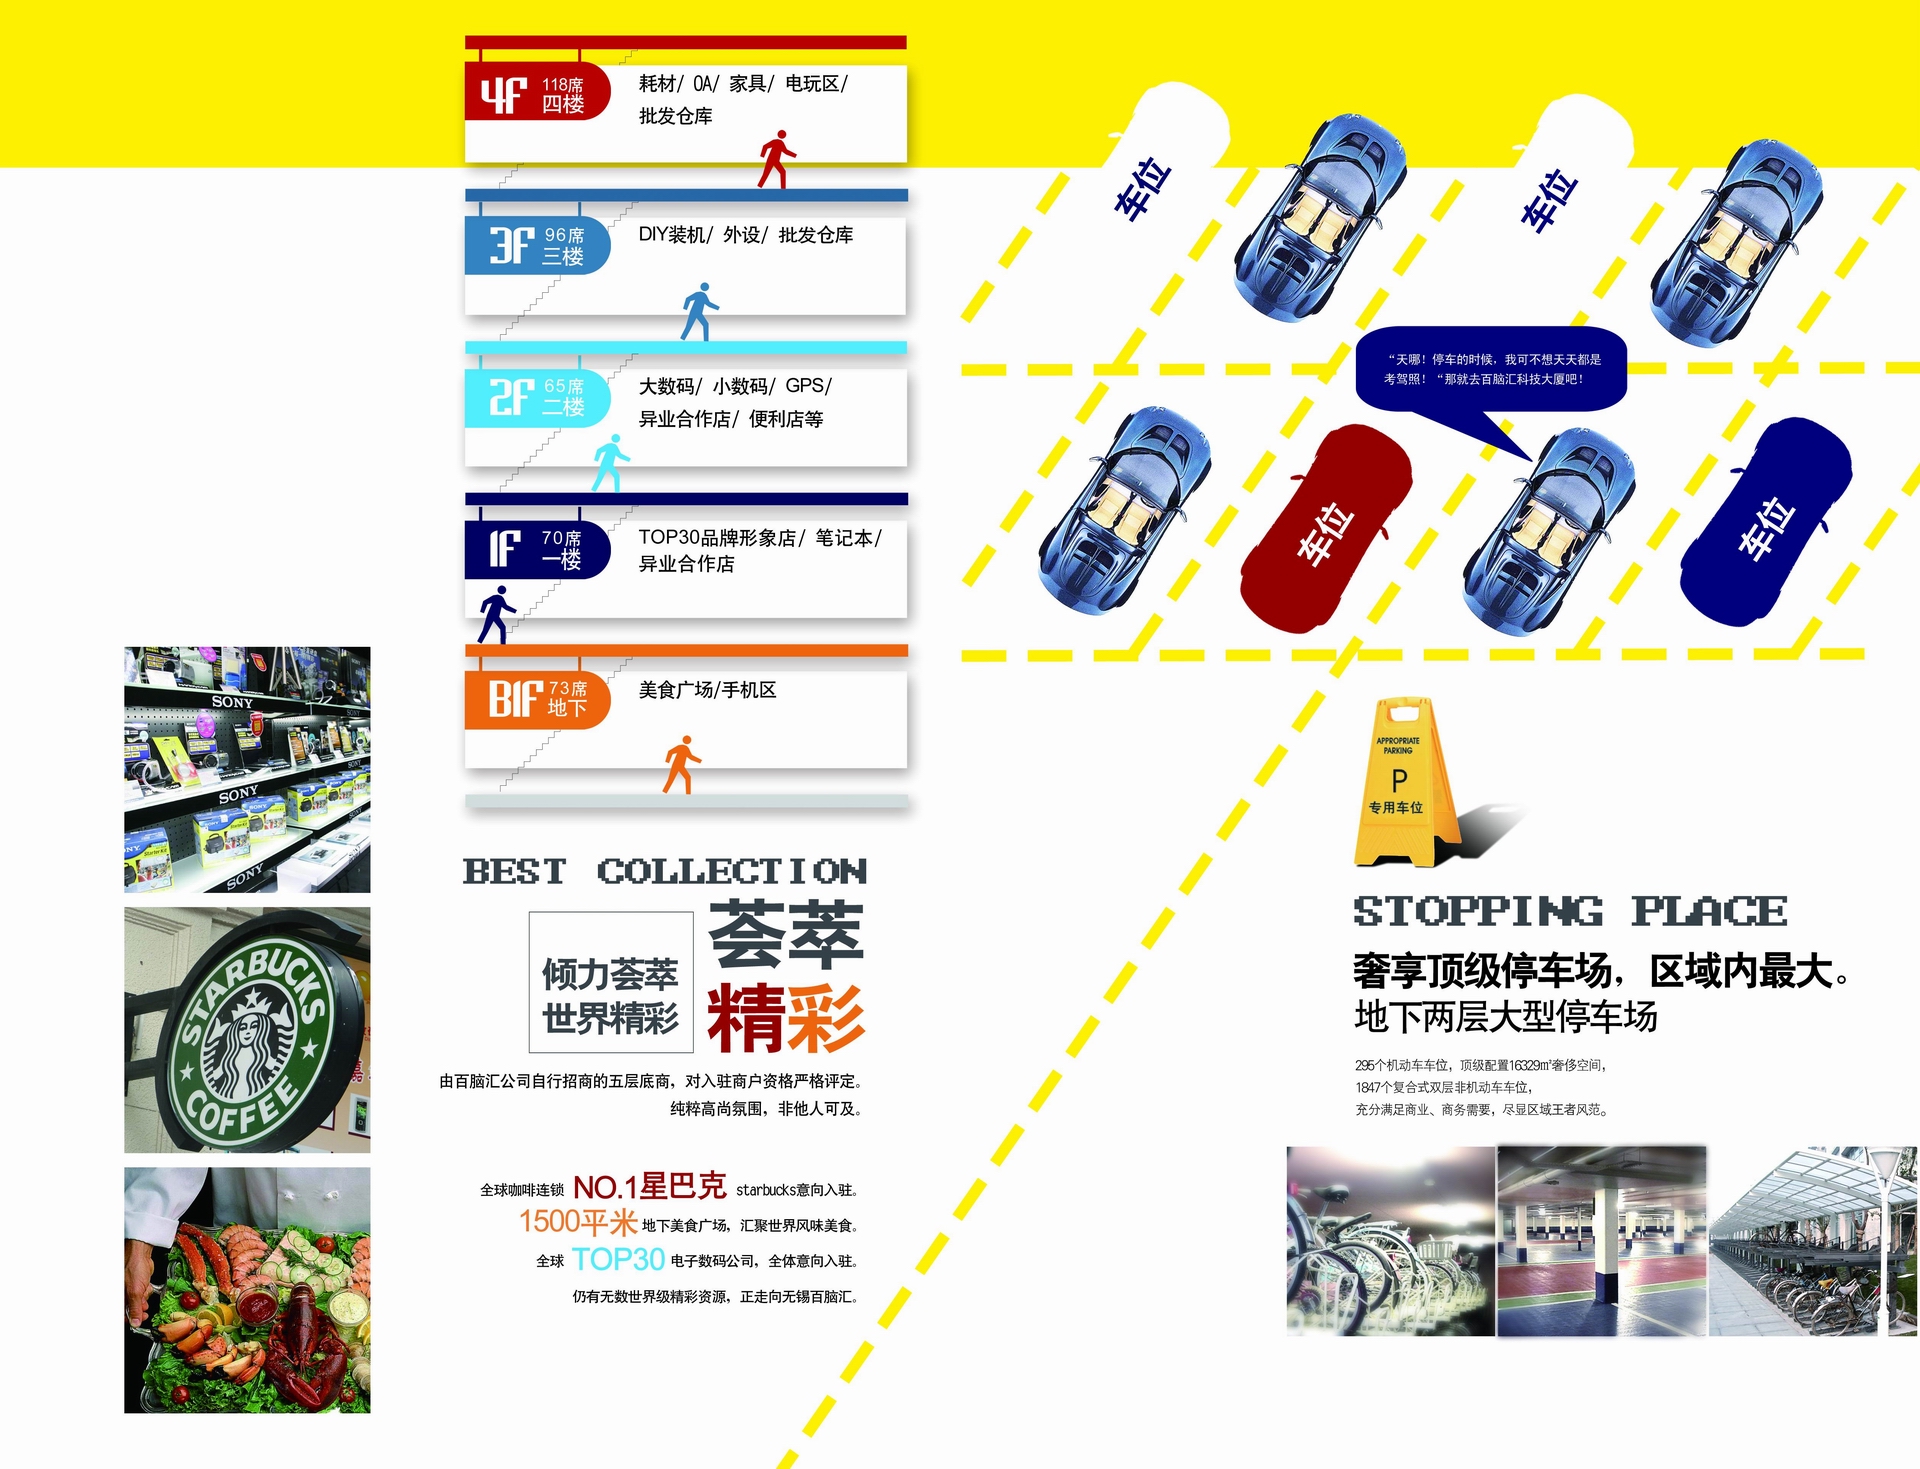 4F 118席
四楼
耗材/ OA/ 家具/ 电玩区/
批发仓库
3F 96席
三楼
DIY装机/ 外设/ 批发仓库
2F 65席
二楼
大数码/ 小数码/ GPS/
异业合作店/ 便利店等
1F 70席
一楼
TOP30品牌形象店/ 笔记本/
异业合作店
B1F 73席
地下
美食广场/手机区
SONY
SONY
SONY
SONY
STARBUCKS
COFFEE
BEST COLLECTION
荟萃
精彩
倾力荟萃
世界精彩
由百脑汇公司自行招商的五层底商，对入驻商户资格严格评定。
纯粹高尚氛围，非他人可及。
全球咖啡连锁 NO.1星巴克 starbucks意向入驻。
1500平米 地下美食广场，汇聚世界风味美食。
全球 TOP30 电子数码公司，全体意向入驻。
仍有无数世界级精彩资源，正走向无锡百脑汇。
车位
车位
“天哪！停车的时候，我可不想天天都是
考驾照！“那就去百脑汇科技大厦吧！
车位
车位
APPROPRIATE
PARKING
P
专用车位
STOPPING PLACE
奢享顶级停车场，区域内最大。
地下两层大型停车场
295个机动车车位，顶级配置16329㎡奢侈空间，
1847个复合式双层非机动车车位，
充分满足商业、商务需要，尽显区域王者风范。